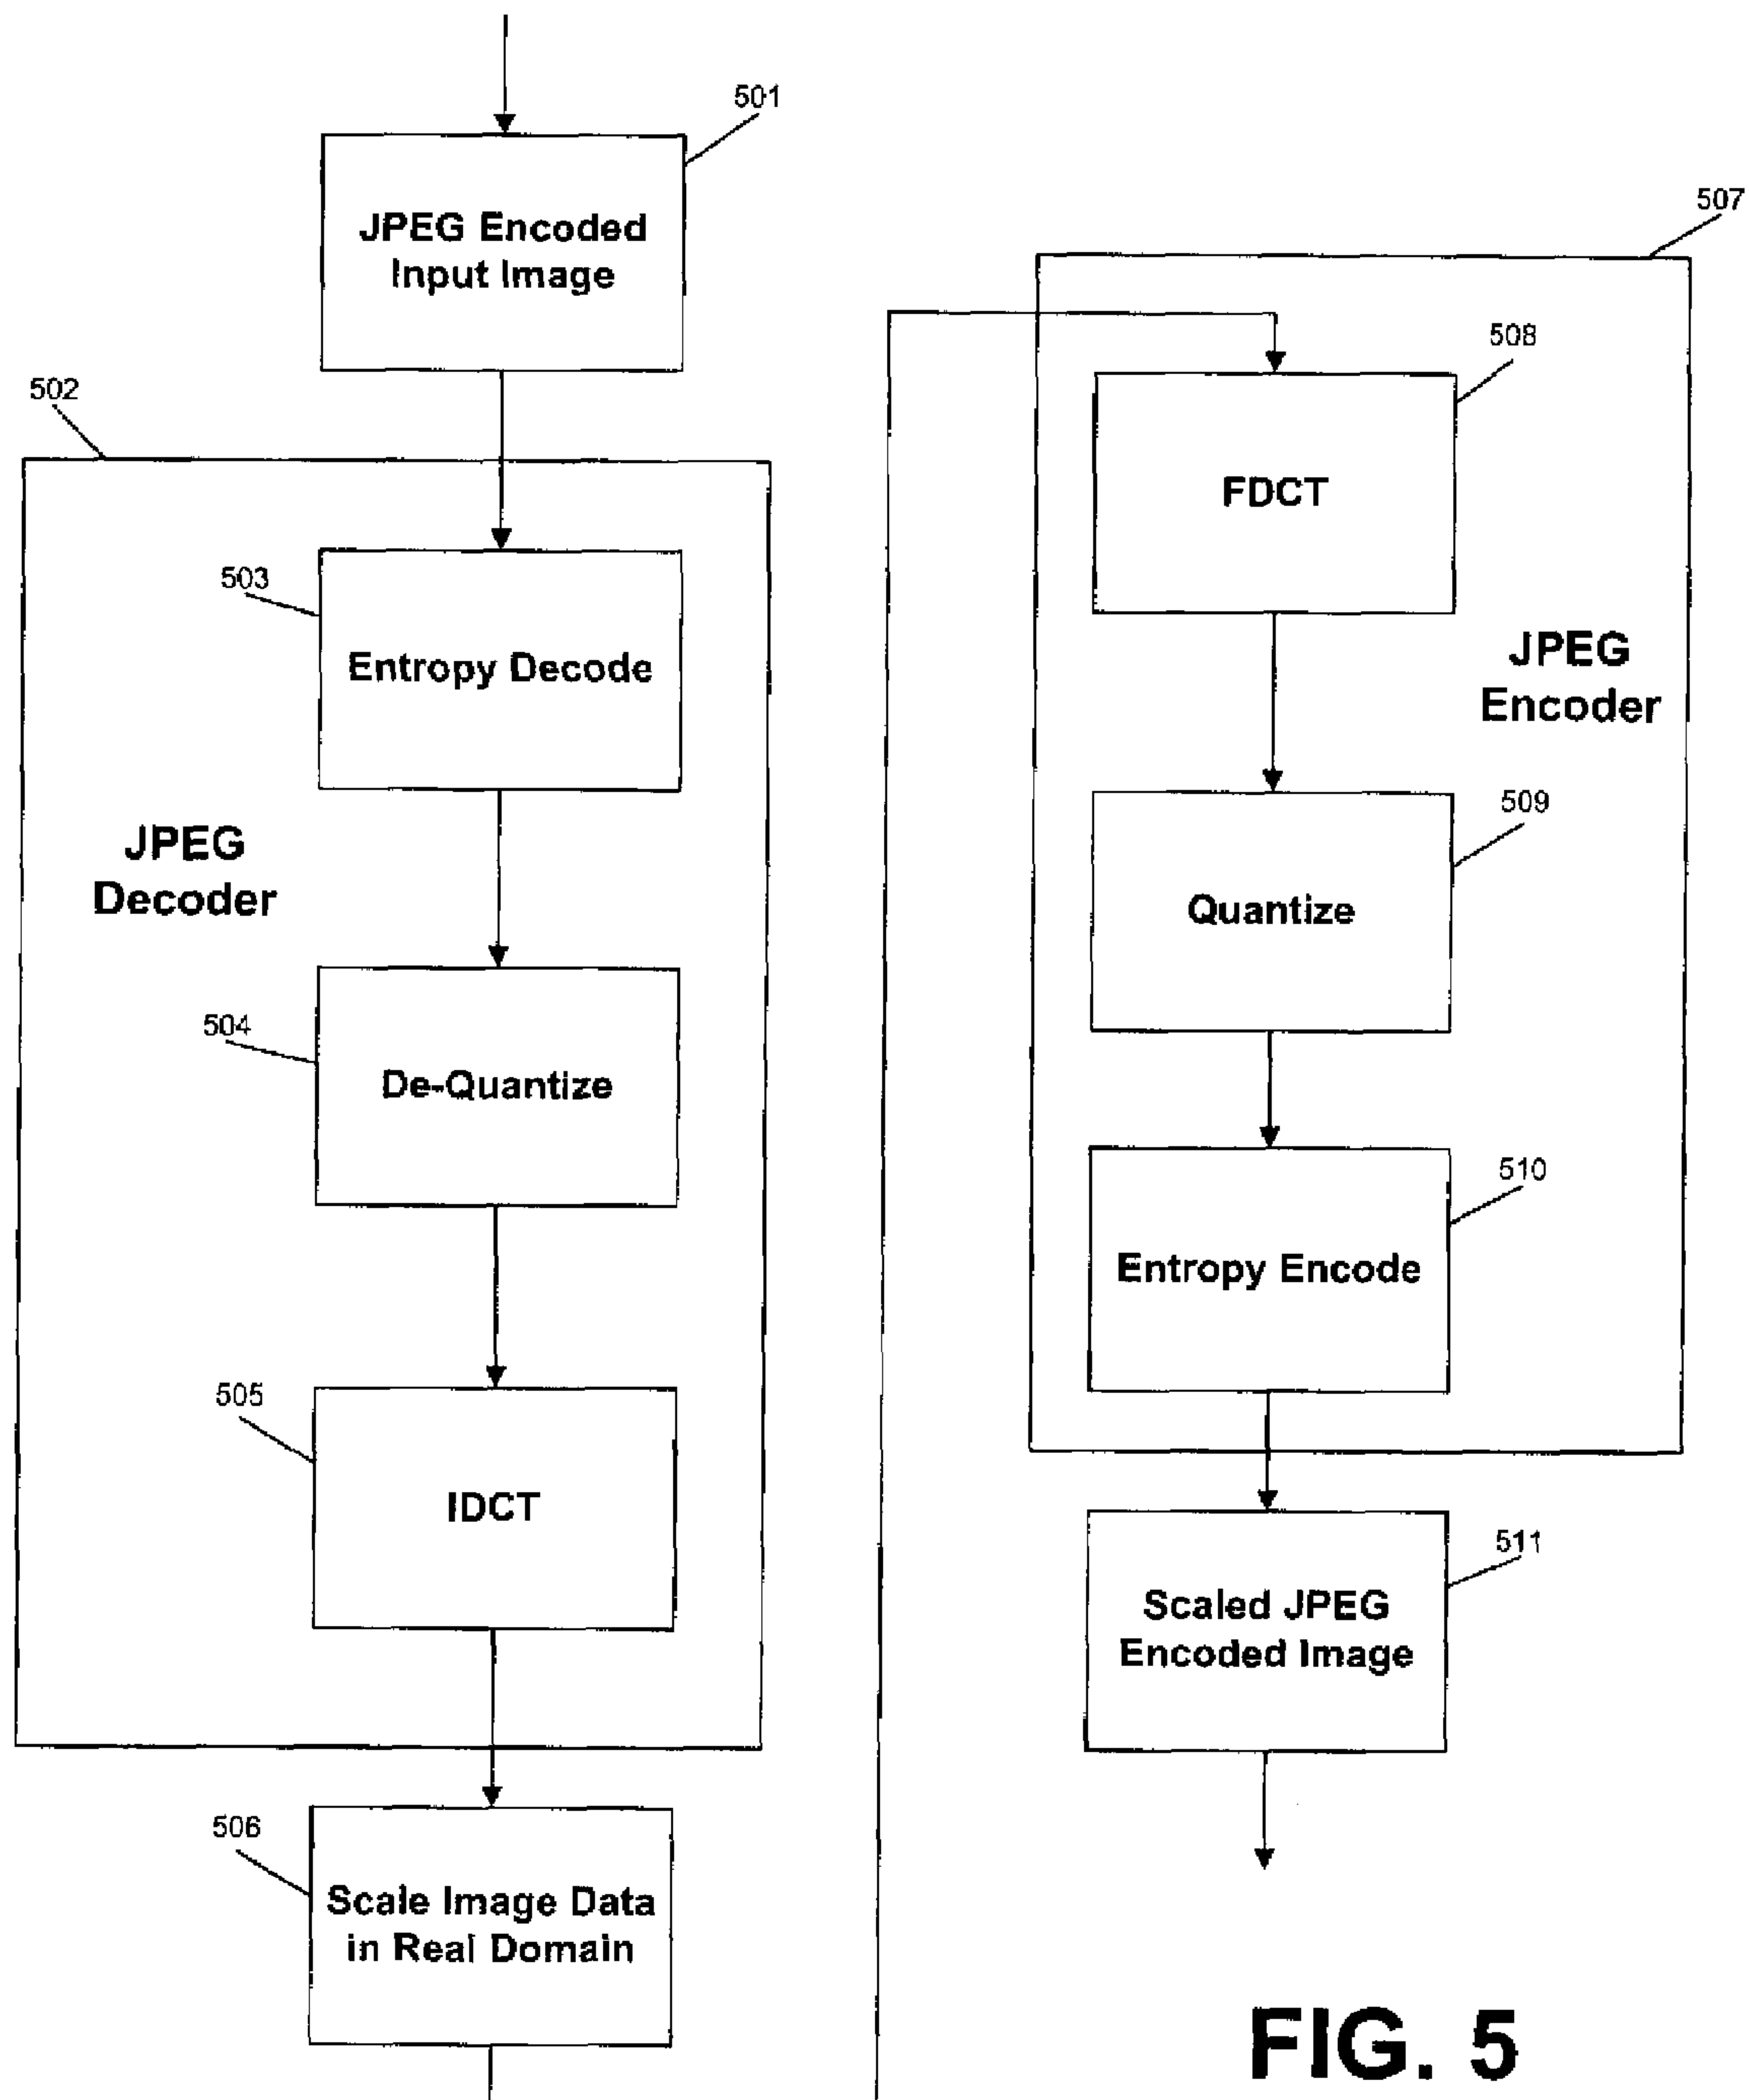 501
JPEG Encoded
Input Image
502
503
Entropy Decode
JPEG
Decoder
504
De-Quantize
505
IDCT
506
Scale Image Data
in Real Domain
507
508
FDCT
JPEG
Encoder
509
Quantize
510
Entropy Encode
511
Scaled JPEG
Encoded Image
FIG. 5